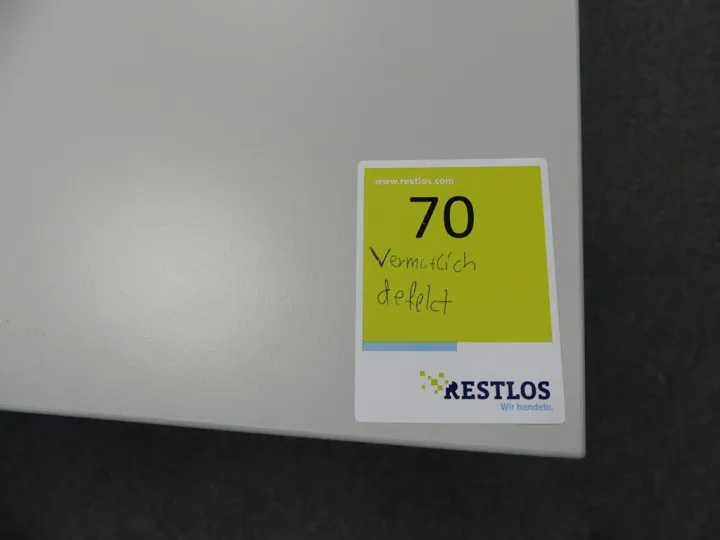 www.restlos.com
70
Vermutlich
defekt
RESTLOS
Wir handeln.